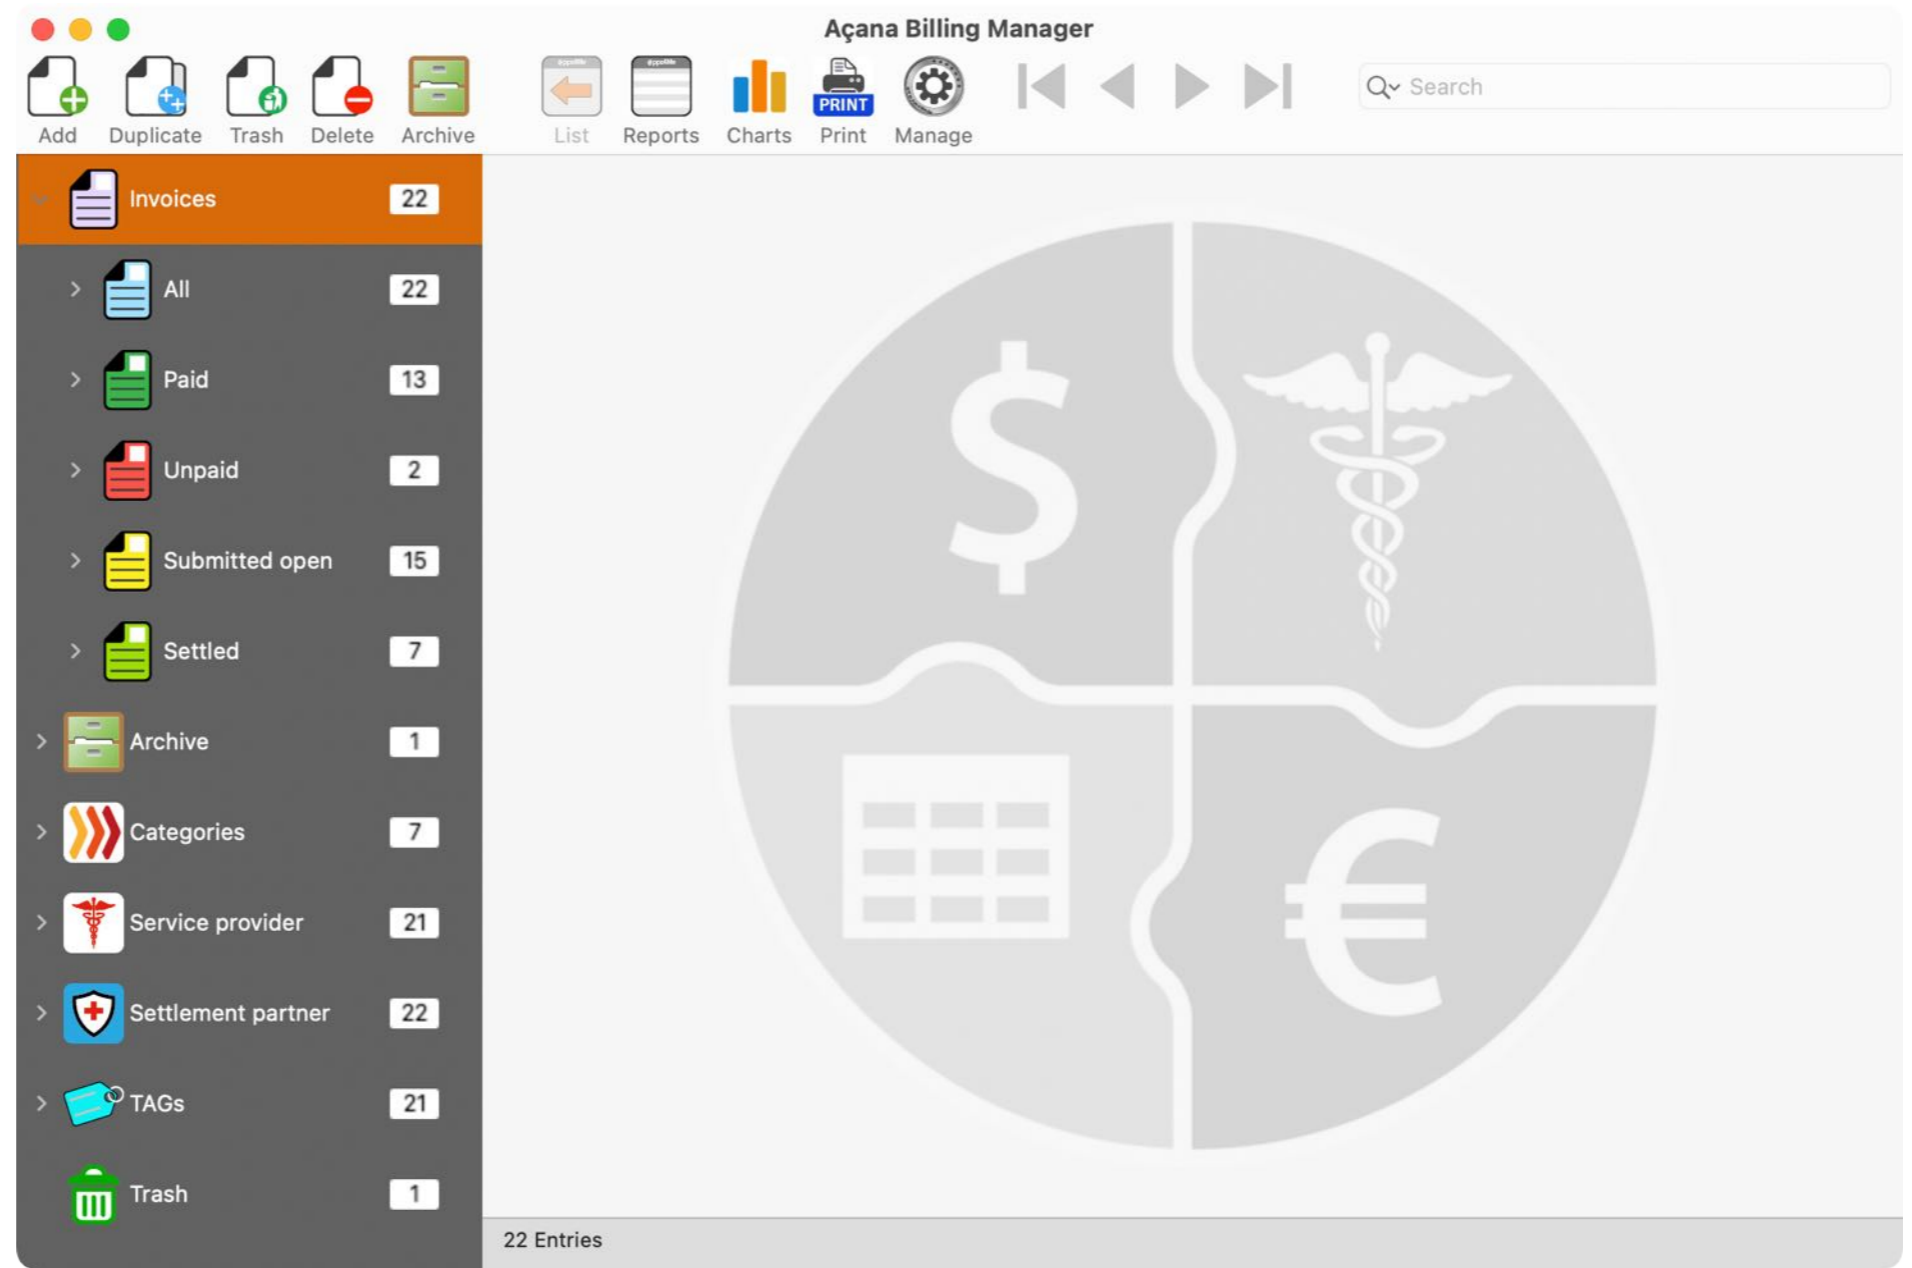 Açana Billing Manager
Add Duplicate Trash Delete Archive List Reports Charts PRINT Print Manage Search
Invoices 22
All 22
Paid 13
Unpaid 2
Submitted open 15
Settled 7
Archive 1
Categories 7
Service provider 21
Settlement partner 22
TAGs 21
Trash 1
$
€
22 Entries